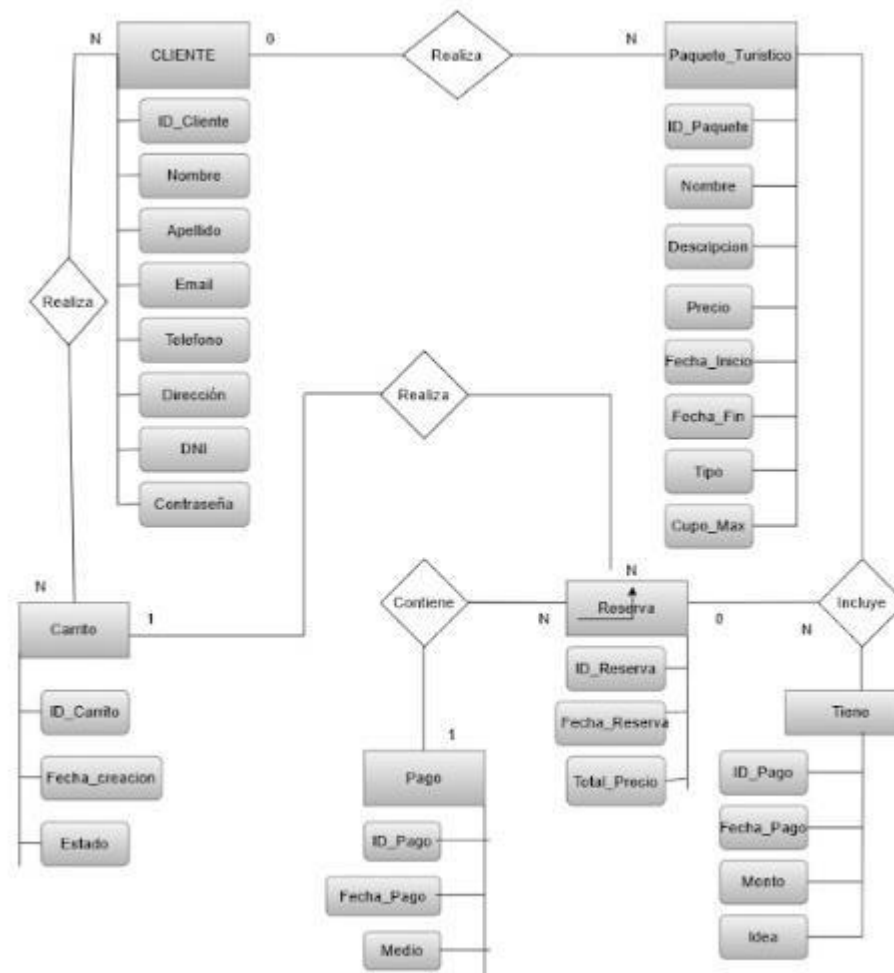 N
CLIENTE
0
Realiza
N
Paquete_Turistico
ID_Cliente
Nombre
Apellido
Email
Telefono
Dirección
DNI
Contraseña
ID_Paquete
Nombre
Descripcion
Precio
Fecha_Inicio
Fecha_Fin
Tipo
Cupo_Max
Realiza
Realiza
N
Carrito
1
ID_Carrito
Fecha_creacion
Estado
Contiene
N
N
Reserva
0
ID_Reserva
Fecha_Reserva
Total_Precio
Incluye
N
Tiene
ID_Pago
Fecha_Pago
Monto
Idea
1
Pago
ID_Pago
Fecha_Pago
Medio